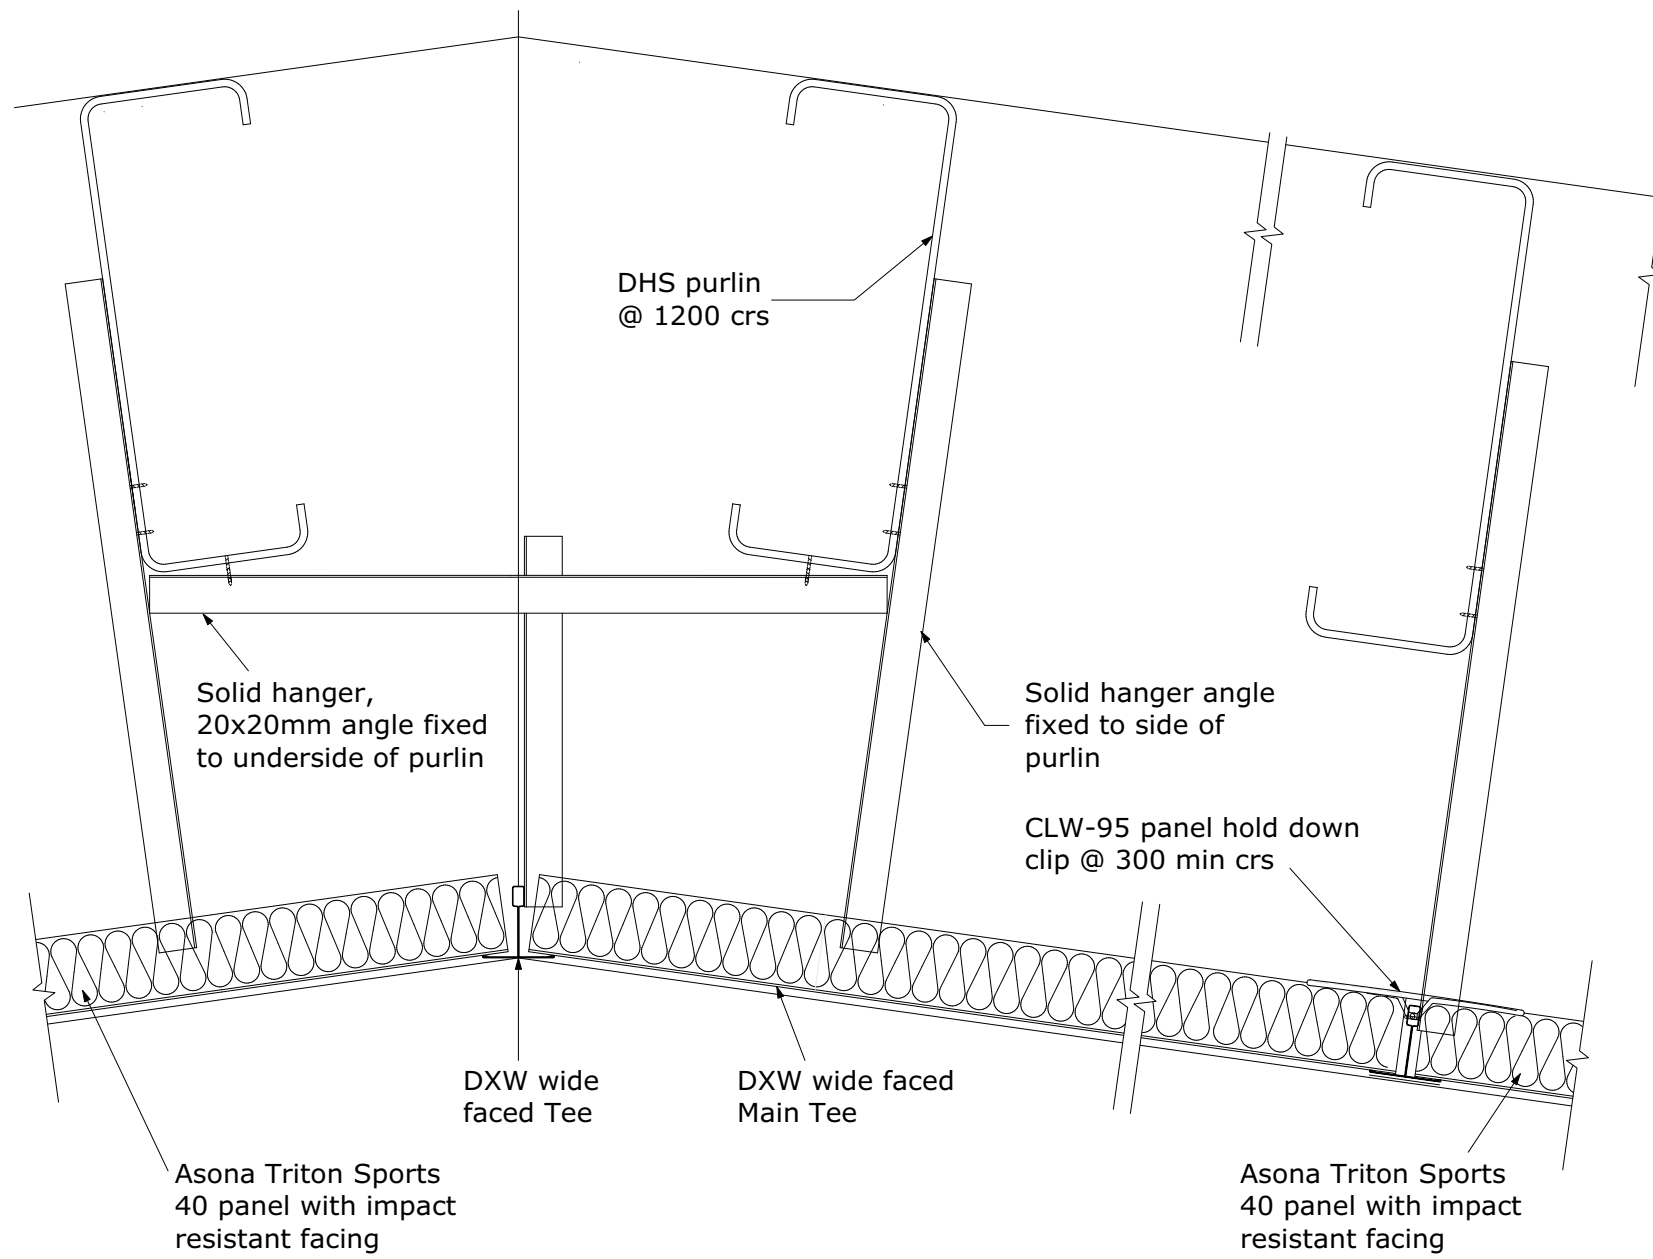 DHS purlin
@ 1200 crs
Solid hanger,
20x20mm angle fixed
to underside of purlin
Solid hanger angle
fixed to side of
purlin
CLW-95 panel hold down
clip @ 300 min crs
DXW wide
faced Tee
DXW wide faced
Main Tee
Asona Triton Sports
40 panel with impact
resistant facing
Asona Triton Sports
40 panel with impact
resistant facing